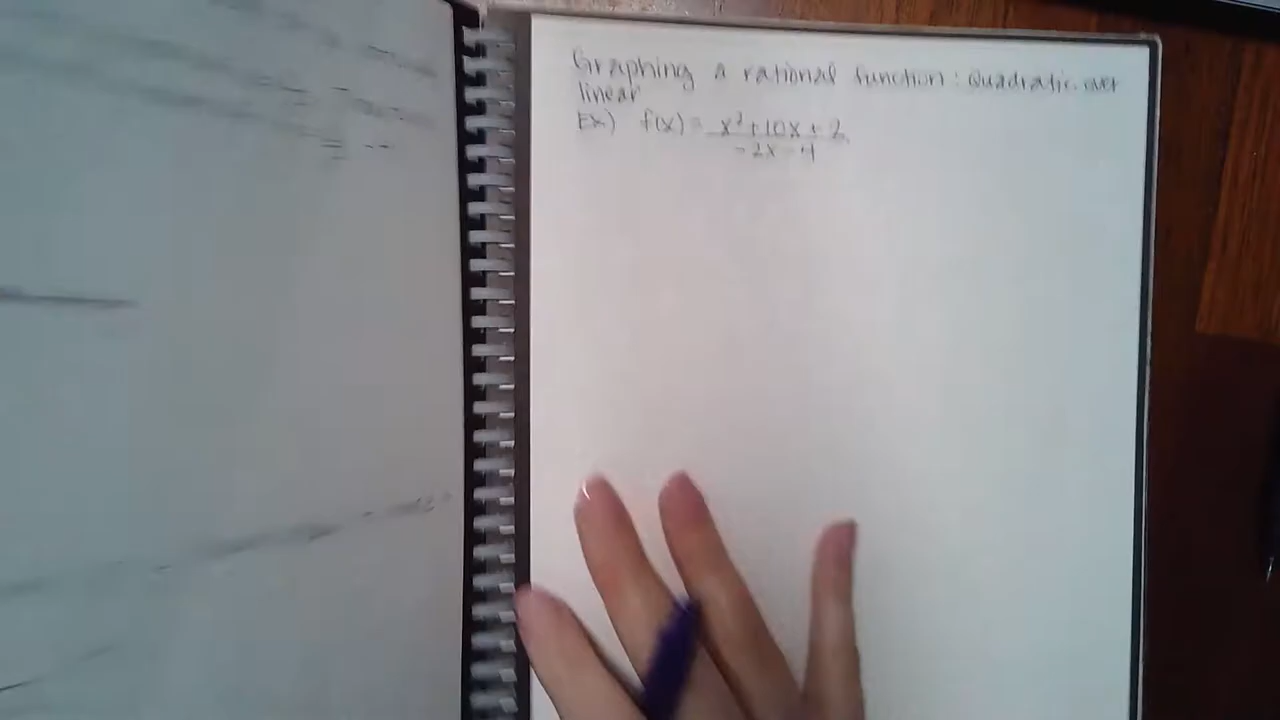 Graphing a rational function: Quadratic over
linear
Ex) f(x) = x²+10x+2
-2x-4